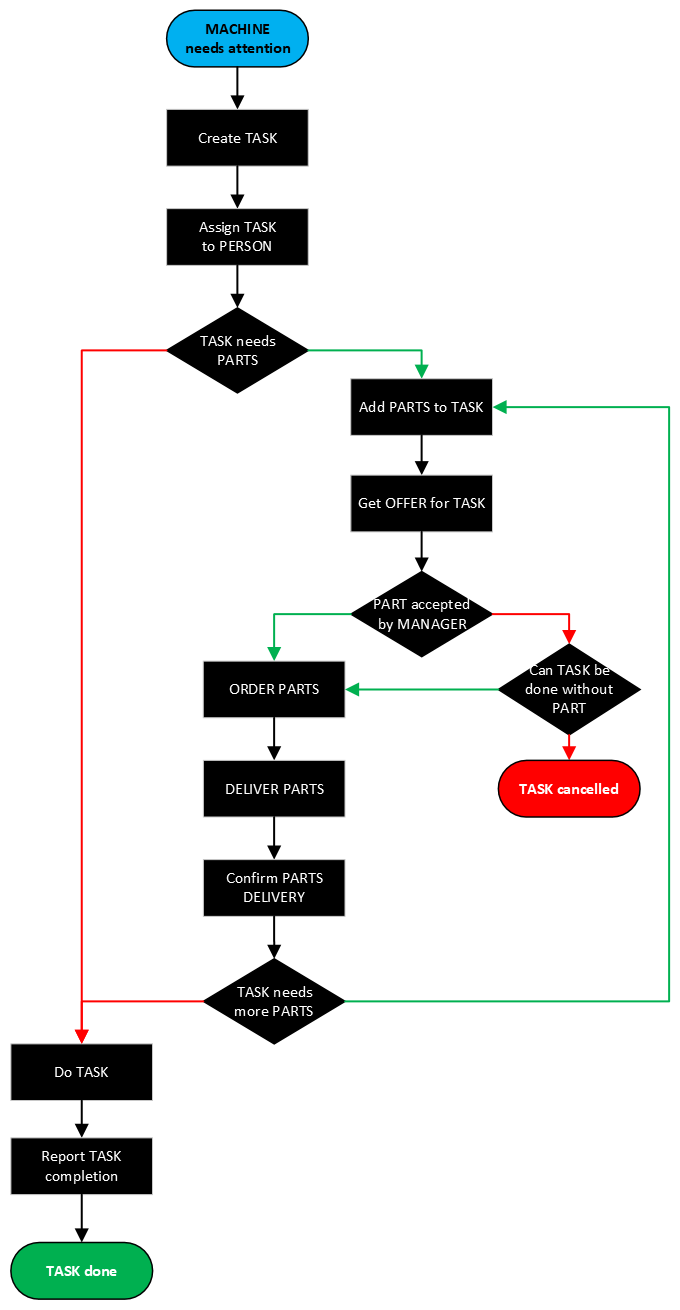 MACHINE
needs attention
Create TASK
Assign TASK
to PERSON
TASK needs
PARTS
Add PARTS to TASK
Get OFFER for TASK
PART accepted
by MANAGER
Can TASK be
done without
PART
ORDER PARTS
TASK cancelled
DELIVER PARTS
Confirm PARTS
DELIVERY
TASK needs
more PARTS
Do TASK
Report TASK
completion
TASK done